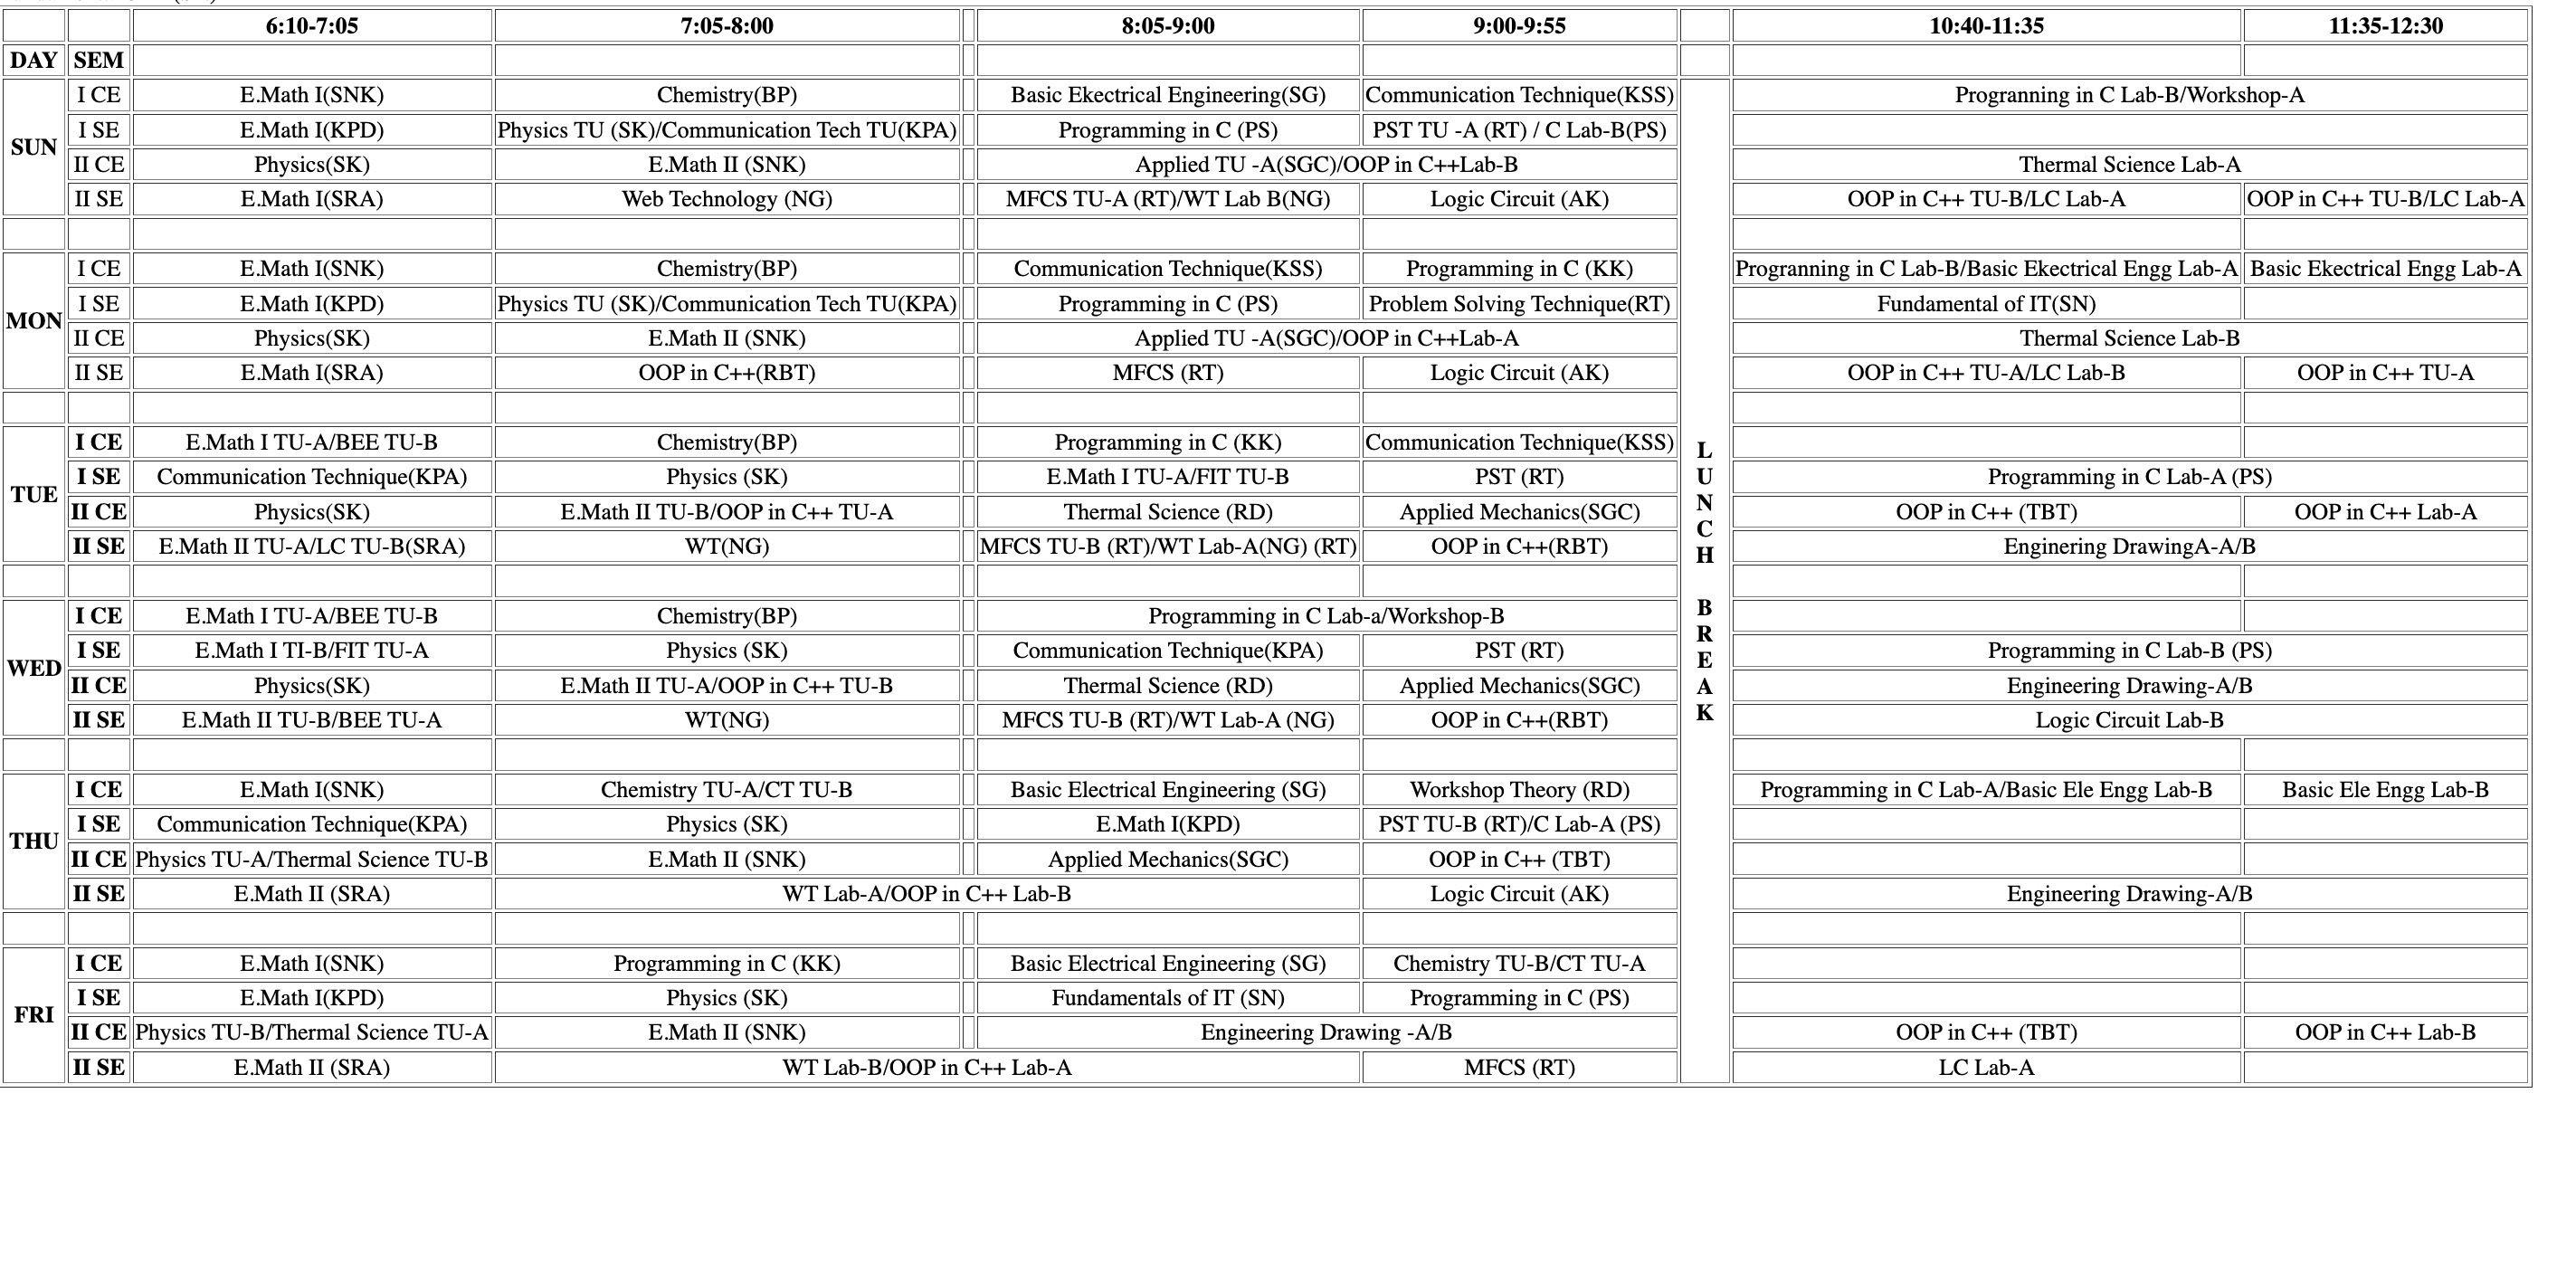 6:10-7:05 7:05-8:00 8:05-9:00 9:00-9:55 10:40-11:35 11:35-12:30
DAY SEM
SUN
I CE E.Math I(SNK) Chemistry(BP) Basic Ekectrical Engineering(SG) Communication Technique(KSS) Progranning in C Lab-B/Workshop-A
I SE E.Math I(KPD) Physics TU (SK)/Communication Tech TU(KPA) Programming in C (PS) PST TU -A (RT) / C Lab-B(PS)
II CE Physics(SK) E.Math II (SNK) Applied TU -A(SGC)/OOP in C++Lab-B Thermal Science Lab-A
II SE E.Math I(SRA) Web Technology (NG) MFCS TU-A (RT)/WT Lab B(NG) Logic Circuit (AK) OOP in C++ TU-B/LC Lab-A OOP in C++ TU-B/LC Lab-A
MON
I CE E.Math I(SNK) Chemistry(BP) Communication Technique(KSS) Programming in C (KK) Progranning in C Lab-B/Basic Ekectrical Engg Lab-A Basic Ekectrical Engg Lab-A
I SE E.Math I(KPD) Physics TU (SK)/Communication Tech TU(KPA) Programming in C (PS) Problem Solving Technique(RT) Fundamental of IT(SN)
II CE Physics(SK) E.Math II (SNK) Applied TU -A(SGC)/OOP in C++Lab-A Thermal Science Lab-B
II SE E.Math I(SRA) OOP in C++(RBT) MFCS (RT) Logic Circuit (AK) OOP in C++ TU-A/LC Lab-B OOP in C++ TU-A
TUE
I CE E.Math I TU-A/BEE TU-B Chemistry(BP) Programming in C (KK) Communication Technique(KSS)
I SE Communication Technique(KPA) Physics (SK) E.Math I TU-A/FIT TU-B PST (RT) Programming in C Lab-A (PS)
II CE Physics(SK) E.Math II TU-B/OOP in C++ TU-A Thermal Science (RD) Applied Mechanics(SGC) OOP in C++ (TBT) OOP in C++ Lab-A
II SE E.Math II TU-A/LC TU-B(SRA) WT(NG) MFCS TU-B (RT)/WT Lab-A(NG) (RT) OOP in C++(RBT) Enginering DrawingA-A/B
L
U
N
C
H
B
R
E
A
K
WED
I CE E.Math I TU-A/BEE TU-B Chemistry(BP) Programming in C Lab-a/Workshop-B
I SE E.Math I TI-B/FIT TU-A Physics (SK) Communication Technique(KPA) PST (RT) Programming in C Lab-B (PS)
II CE Physics(SK) E.Math II TU-A/OOP in C++ TU-B Thermal Science (RD) Applied Mechanics(SGC) Engineering Drawing-A/B
II SE E.Math II TU-B/BEE TU-A WT(NG) MFCS TU-B (RT)/WT Lab-A (NG) OOP in C++(RBT) Logic Circuit Lab-B
THU
I CE E.Math I(SNK) Chemistry TU-A/CT TU-B Basic Electrical Engineering (SG) Workshop Theory (RD) Programming in C Lab-A/Basic Ele Engg Lab-B Basic Ele Engg Lab-B
I SE Communication Technique(KPA) Physics (SK) E.Math I(KPD) PST TU-B (RT)/C Lab-A (PS)
II CE Physics TU-A/Thermal Science TU-B E.Math II (SNK) Applied Mechanics(SGC) OOP in C++ (TBT)
II SE E.Math II (SRA) WT Lab-A/OOP in C++ Lab-B Logic Circuit (AK) Engineering Drawing-A/B
FRI
I CE E.Math I(SNK) Programming in C (KK) Basic Electrical Engineering (SG) Chemistry TU-B/CT TU-A
I SE E.Math I(KPD) Physics (SK) Fundamentals of IT (SN) Programming in C (PS)
II CE Physics TU-B/Thermal Science TU-A E.Math II (SNK) Engineering Drawing -A/B OOP in C++ (TBT) OOP in C++ Lab-B
II SE E.Math II (SRA) WT Lab-B/OOP in C++ Lab-A MFCS (RT) LC Lab-A